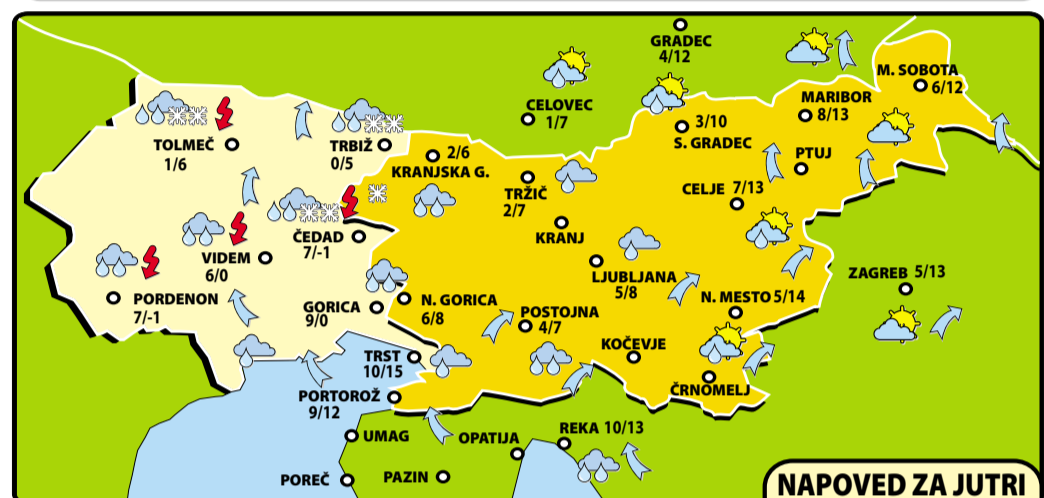 GRADEC
4/12
M. SOBOTA
6/12
CELOVEC
1/7
MARIBOR
8/13
3/10
S. GRADEC
TOLMEČ
1/6
TRBIŽ
0/5
2/6
KRANJSKA G.
PTUJ
TRŽIČ
2/7
CELJE 7/13
KRANJ
ČEDAD
7/-1
VIDEM
6/0
LJUBLJANA
5/8
ZAGREB 5/13
PORDENON
7/-1
GORICA
9/0
N. GORICA
6/8
N. MESTO 5/14
POSTOJNA
4/7
KOČEVJE
TRST
10/15
ČRNOMELJ
PORTOROŽ
9/12
UMAG
OPATIJA
REKA 10/13
POREČ
PAZIN
NAPOVED ZA JUTRI